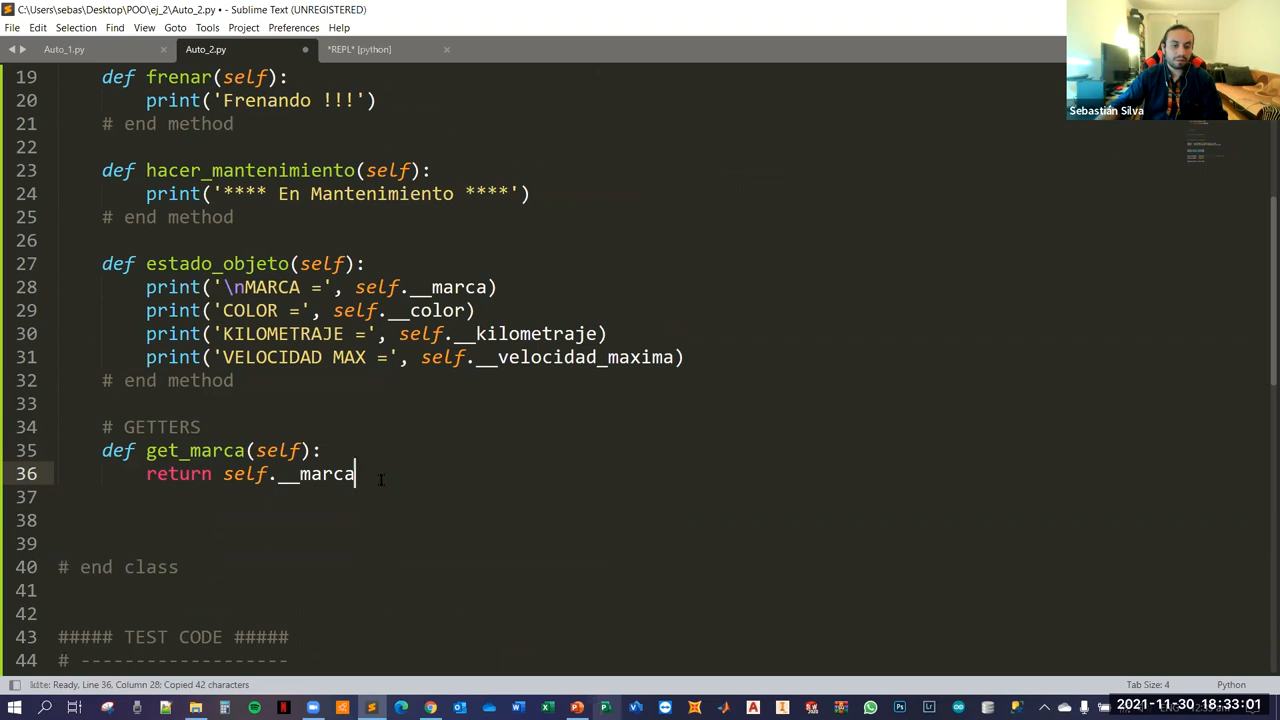 C:\Users\sebas\Desktop\POO\ej_2\Auto_2.py • - Sublime Text (UNREGISTERED)
File Edit Selection Find View Goto Tools Project Preferences Help
Auto_1.py Auto_2.py *REPL* [python]
Sebastián Silva
19 def frenar(self):
20 print('Frenando !!!')
21 # end method
22
23 def hacer_mantenimiento(self):
24 print('**** En Mantenimiento ****')
25 # end method
26
27 def estado_objeto(self):
28 print('\nMARCA =', self.__marca)
29 print('COLOR =', self.__color)
30 print('KILOMETRAJE =', self.__kilometraje)
31 print('VELOCIDAD MAX =', self.__velocidad_maxima)
32 # end method
33
34 # GETTERS
35 def get_marca(self):
36 return self.__marca
37
38
39
40 # end class
41
42
43 ##### TEST CODE #####
44 # -------------------
Kite: Ready, Line 36, Column 28; Copied 42 characters
Tab Size: 4 Python
2021-11-30 18:33:01